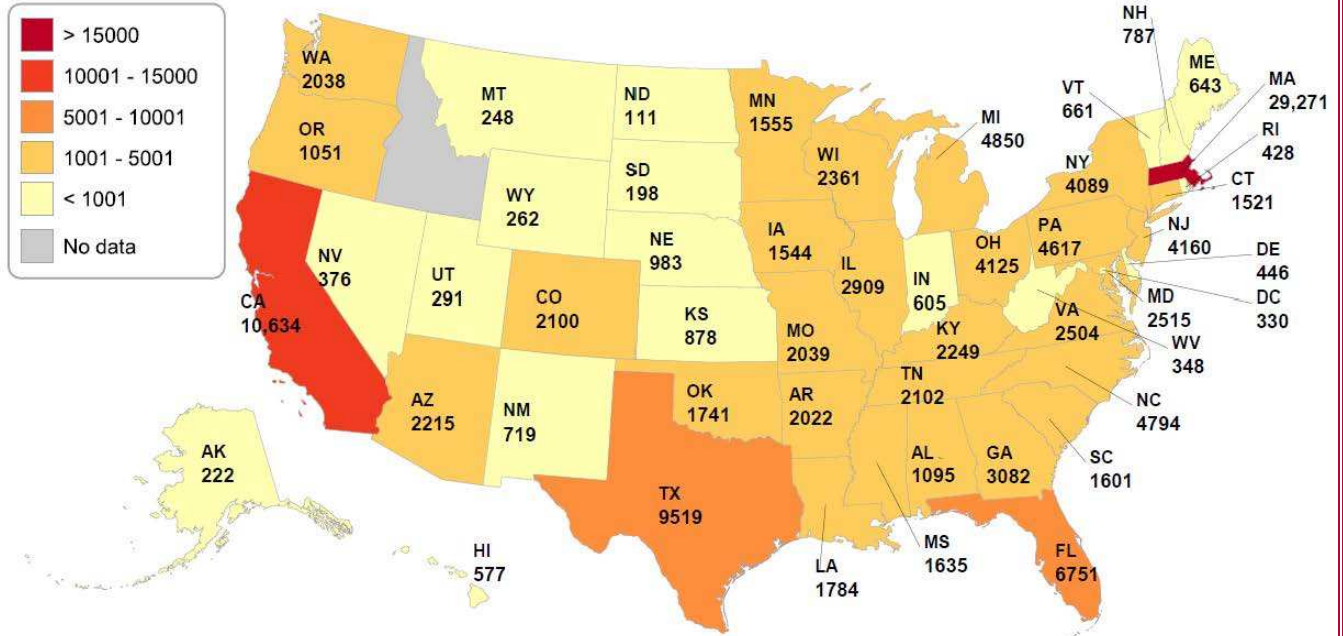 > 15000
10001 - 15000
5001 - 10001
1001 - 5001
< 1001
No data
WA
2038
OR
1051
CA
10,634
NV
376
MT
248
WY
262
UT
291
AZ
2215
CO
2100
NM
719
ND
111
SD
198
NE
983
KS
878
OK
1741
TX
9519
MN
1555
IA
1544
MO
2039
AR
2022
LA
1784
WI
2361
IL
2909
MI
4850
IN
605
OH
4125
KY
2249
TN
2102
MS
1635
AL
1095
GA
3082
FL
6751
SC
1601
NC
4794
VA
2504
WV
348
DC
330
MD
2515
DE
446
NJ
4160
PA
4617
NY
4089
CT
1521
RI
428
MA
29,271
ME
643
NH
787
VT
661
AK
222
HI
577